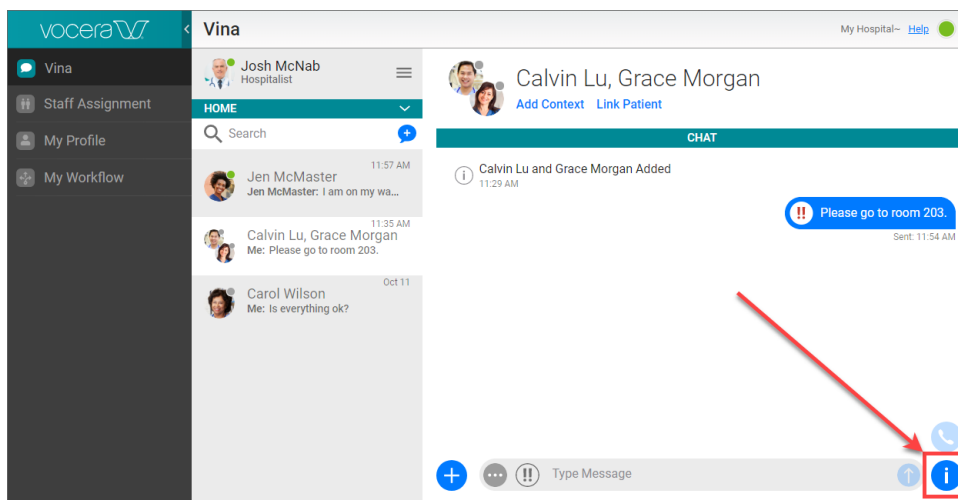 vocera
Vina
My Hospital~ Help
Vina
Staff Assignment
My Profile
My Workflow
Josh McNab
Hospitalist
HOME
Search
11:57 AM
Jen McMaster
Jen McMaster: I am on my wa...
11:35 AM
Calvin Lu, Grace Morgan
Me: Please go to room 203.
Oct 11
Carol Wilson
Me: Is everything ok?
Calvin Lu, Grace Morgan
Add Context Link Patient
CHAT
Calvin Lu and Grace Morgan Added
11:29 AM
!! Please go to room 203.
Sent: 11:54 AM
!! Type Message